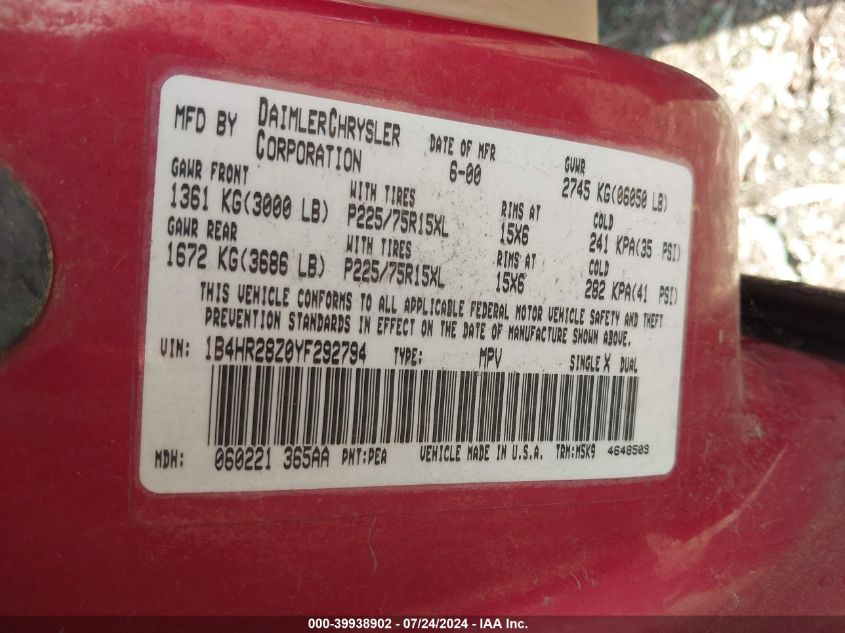 MFD BY DAIMLERCHRYSLER CORPORATION DATE OF MFR 6-00 GVWR 2745 KG(06050 LB)
GAWR FRONT WITH TIRES RIMS AT COLD
1361 KG(3000 LB) P225/75R15XL 15X6 241 KPA(35 PSI)
GAWR REAR WITH TIRES RIMS AT COLD
1672 KG(3686 LB) P225/75R15XL 15X6 282 KPA(41 PSI)
THIS VEHICLE CONFORMS TO ALL APPLICABLE FEDERAL MOTOR VEHICLE SAFETY AND THEFT
PREVENTION STANDARDS IN EFFECT ON THE DATE OF MANUFACTURE SHOWN ABOVE.
VIN: 1B4HR28Z0YF292794 TYPE: MPV SINGLE X DUAL
MDH: 060221 365AA PNT:PEA VEHICLE MADE IN U.S.A. TRM:M5K9 4648503
000-39938902 - 07/24/2024 - IAA Inc.